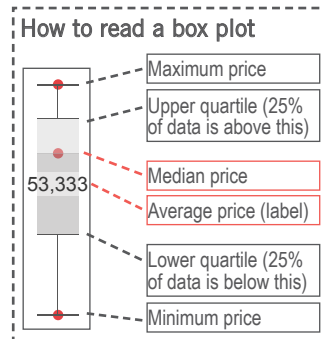 How to read a box plot
Maximum price
Upper quartile (25%
of data is above this)
Median price
53,333
Average price (label)
Lower quartile (25%
of data is below this)
Minimum price